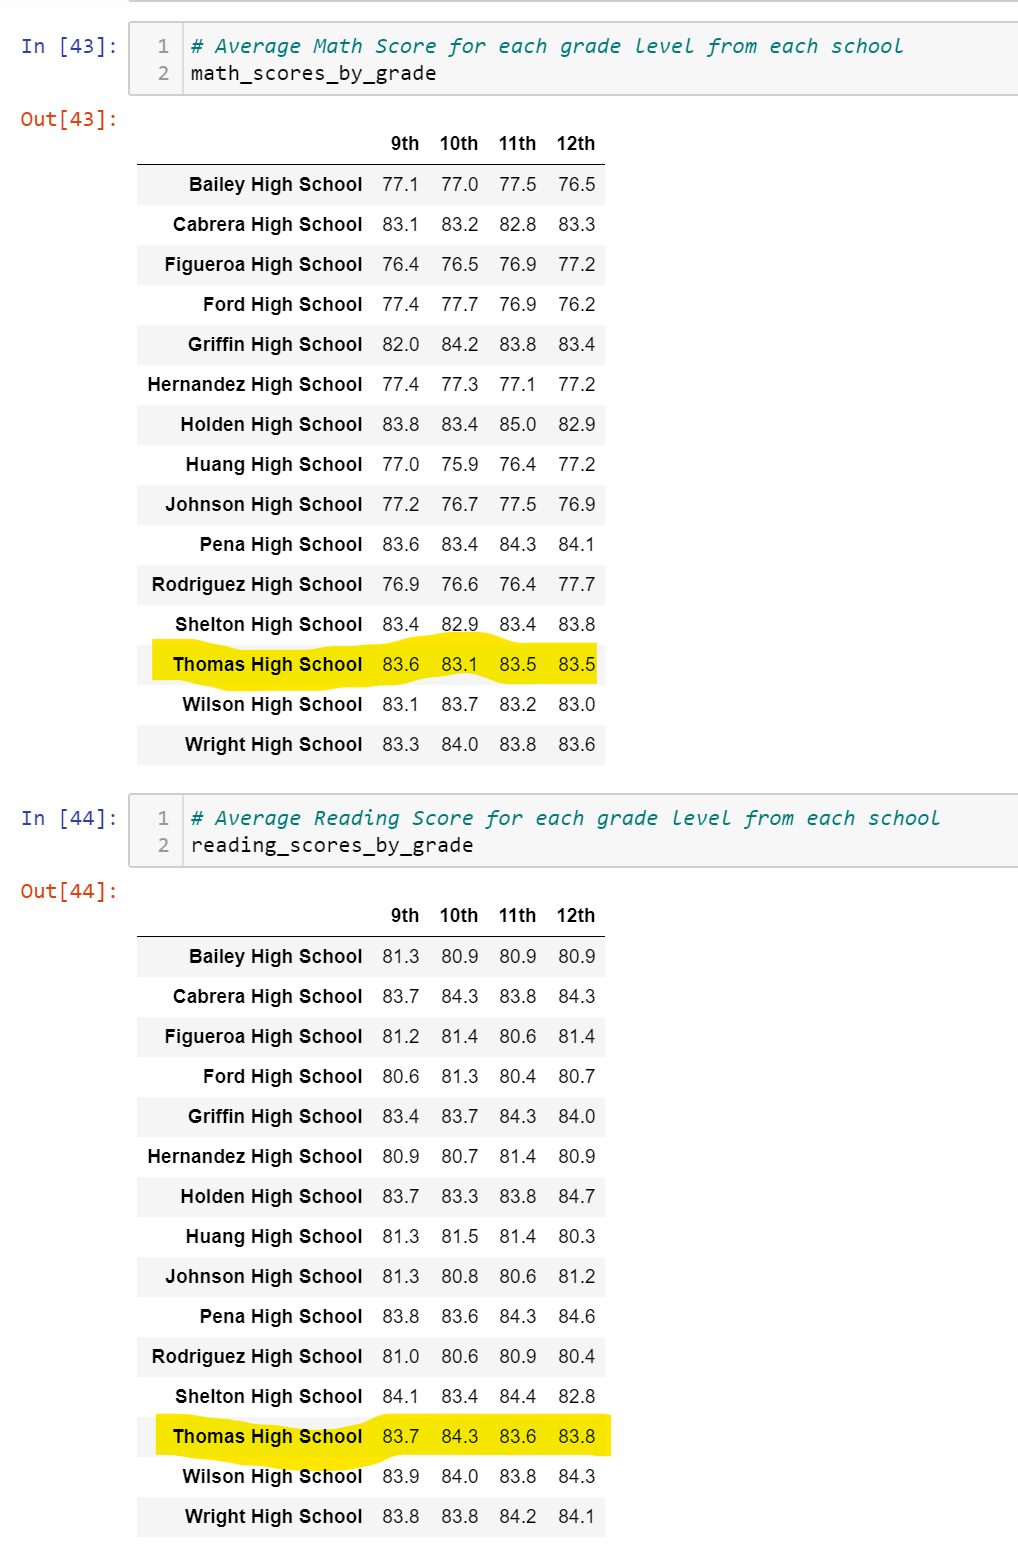 In [43]:
1 # Average Math Score for each grade level from each school
2 math_scores_by_grade
Out[43]:
9th 10th 11th 12th
Bailey High School 77.1 77.0 77.5 76.5
Cabrera High School 83.1 83.2 82.8 83.3
Figueroa High School 76.4 76.5 76.9 77.2
Ford High School 77.4 77.7 76.9 76.2
Griffin High School 82.0 84.2 83.8 83.4
Hernandez High School 77.4 77.3 77.1 77.2
Holden High School 83.8 83.4 85.0 82.9
Huang High School 77.0 75.9 76.4 77.2
Johnson High School 77.2 76.7 77.5 76.9
Pena High School 83.6 83.4 84.3 84.1
Rodriguez High School 76.9 76.6 76.4 77.7
Shelton High School 83.4 82.9 83.4 83.8
Thomas High School 83.6 83.1 83.5 83.5
Wilson High School 83.1 83.7 83.2 83.0
Wright High School 83.3 84.0 83.8 83.6
In [44]:
1 # Average Reading Score for each grade level from each school
2 reading_scores_by_grade
Out[44]:
9th 10th 11th 12th
Bailey High School 81.3 80.9 80.9 80.9
Cabrera High School 83.7 84.3 83.8 84.3
Figueroa High School 81.2 81.4 80.6 81.4
Ford High School 80.6 81.3 80.4 80.7
Griffin High School 83.4 83.7 84.3 84.0
Hernandez High School 80.9 80.7 81.4 80.9
Holden High School 83.7 83.3 83.8 84.7
Huang High School 81.3 81.5 81.4 80.3
Johnson High School 81.3 80.8 80.6 81.2
Pena High School 83.8 83.6 84.3 84.6
Rodriguez High School 81.0 80.6 80.9 80.4
Shelton High School 84.1 83.4 84.4 82.8
Thomas High School 83.7 84.3 83.6 83.8
Wilson High School 83.9 84.0 83.8 84.3
Wright High School 83.8 83.8 84.2 84.1